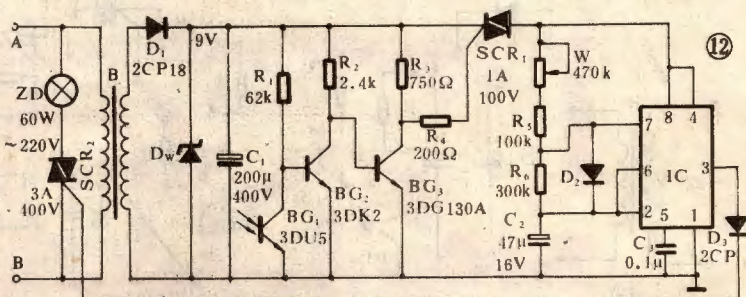 A
ZD
60W
~220V
SCR₂
3A
400V
B
B
D₁
2CP18
9V
Dw
C₁
200μ
400V
R₁
62k
BG₁
3DU5
R₂
2.4k
BG₂
3DK2
R₃
750Ω
R₄
200Ω
BG₃
3DG130A
SCR₁
1A
100V
W
470k
R₅
100k
R₆
300k
C₂
47μ
16V
D₂
7
6
2
8
4
3
5
1
1C
C₃
0.1μ
D₃
2CP
⑫